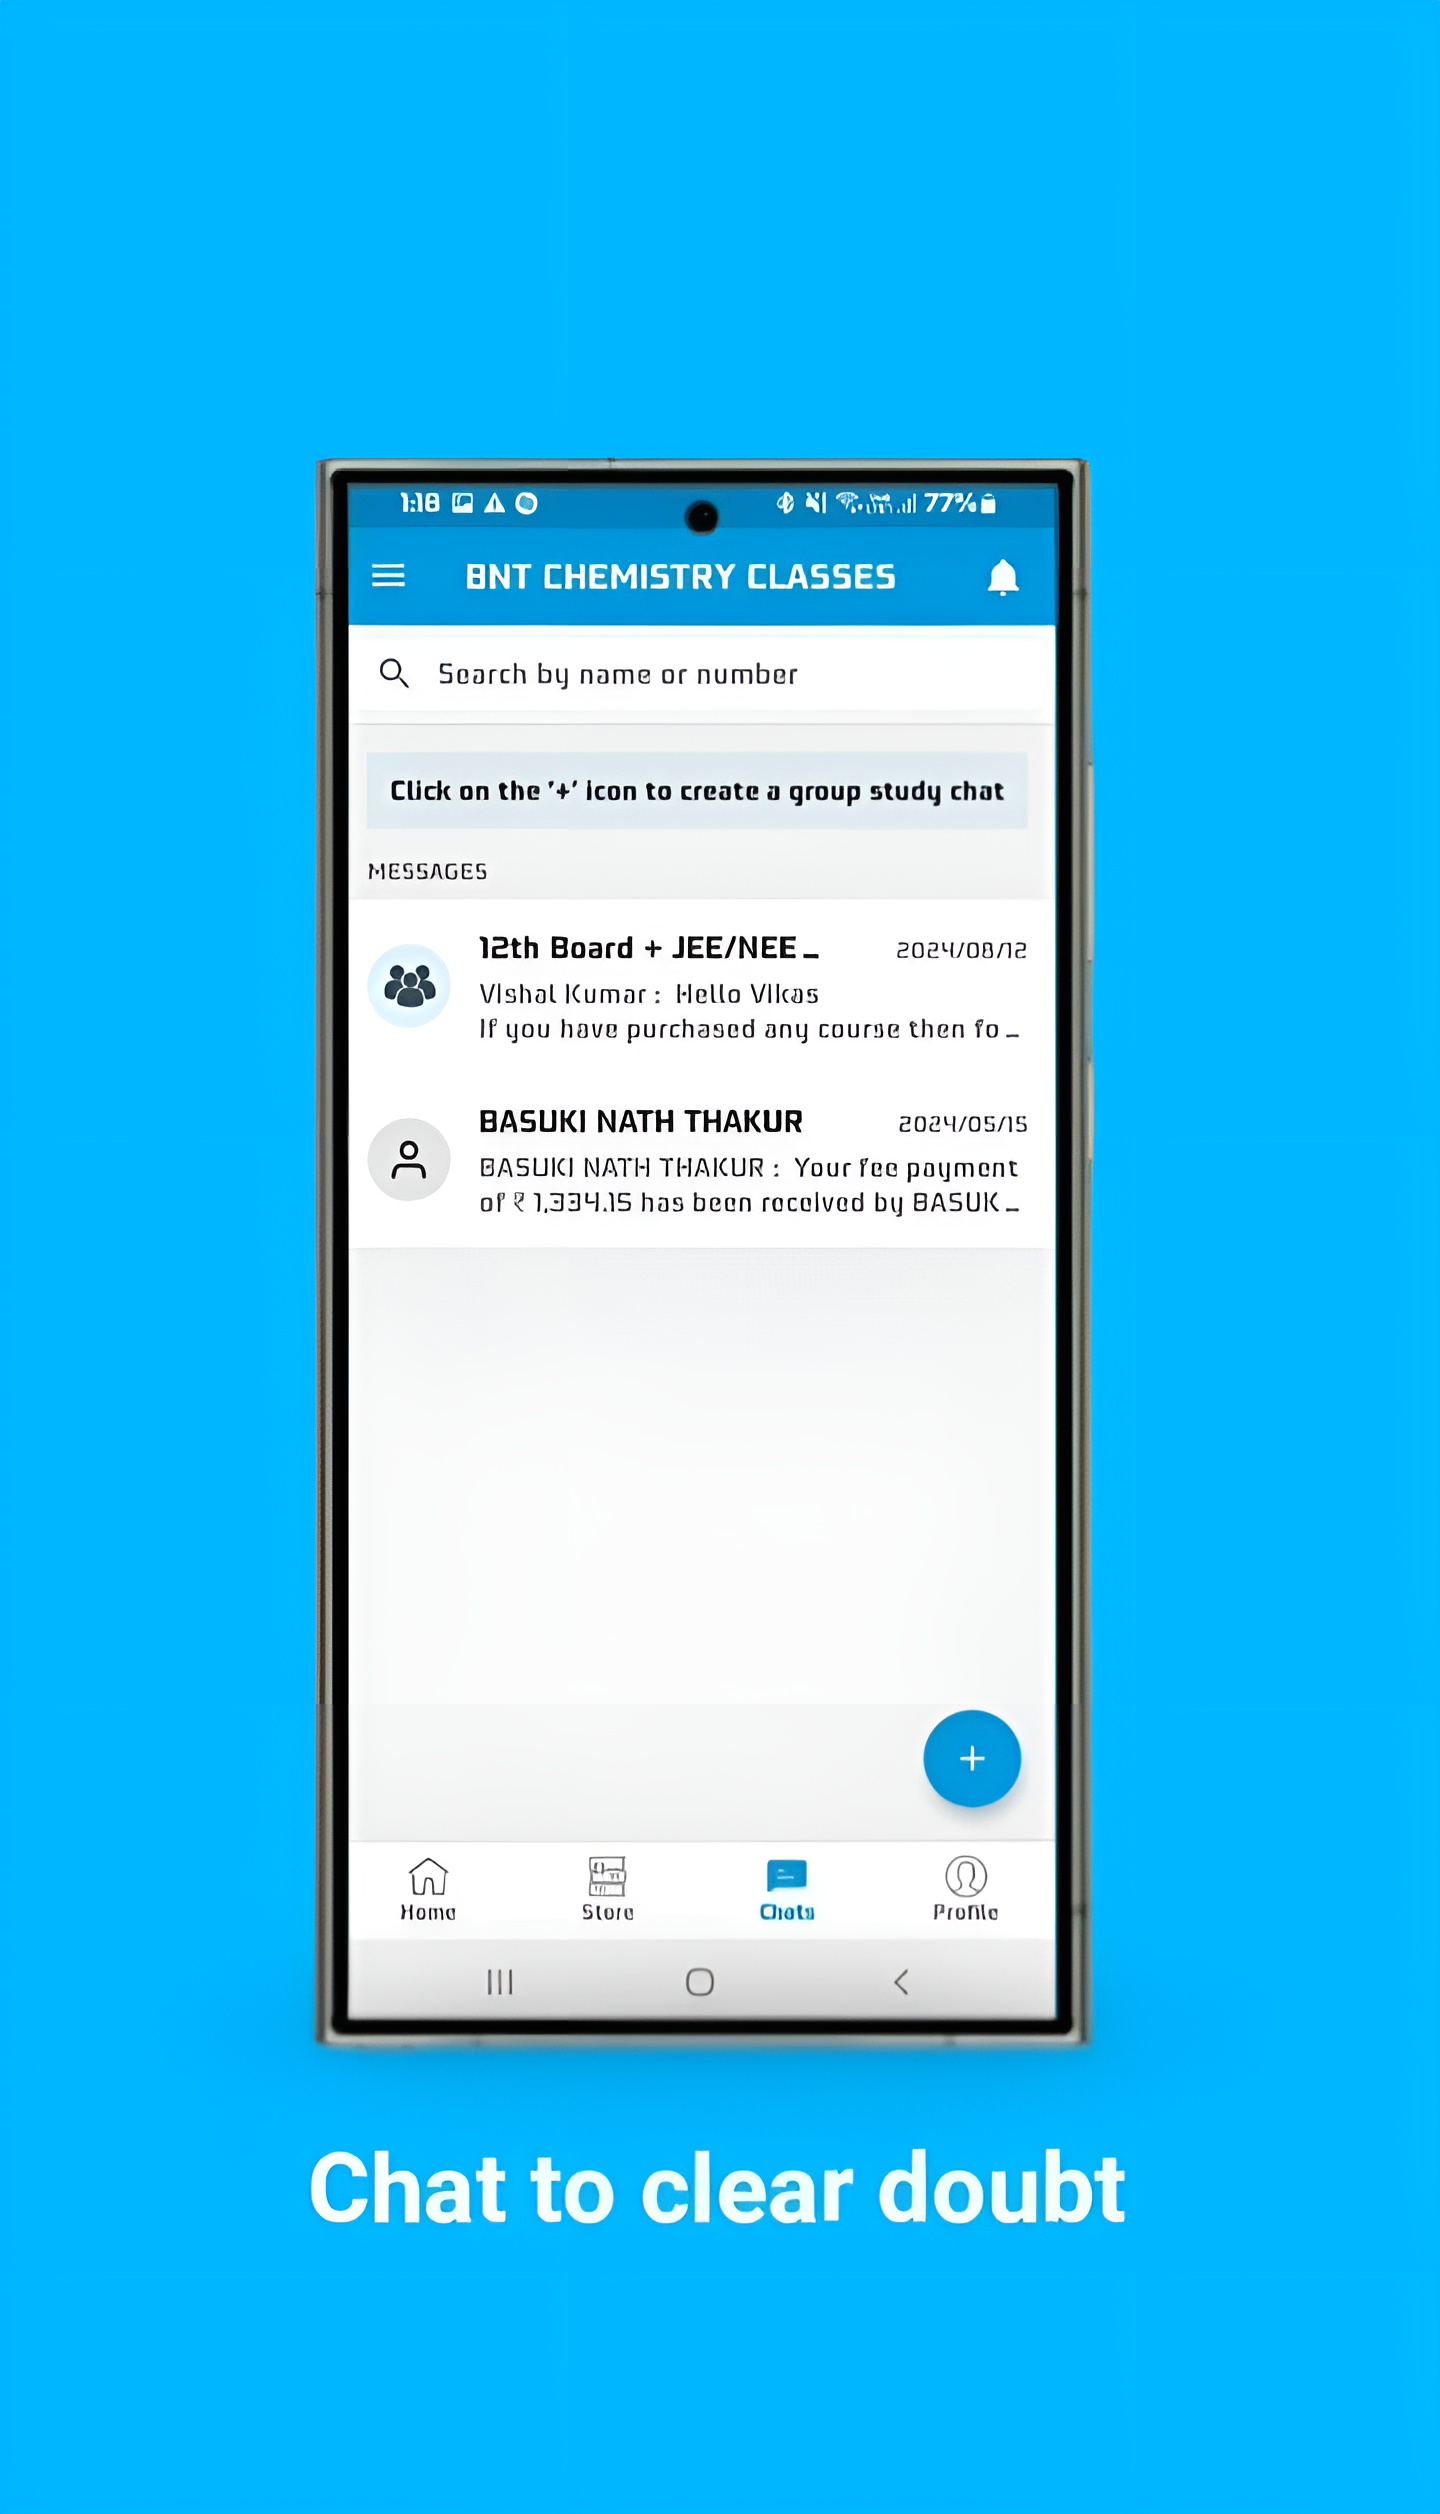 1:18
77%
BNT CHEMISTRY CLASSES
Search by name or number
Click on the '+' icon to create a group study chat
MESSAGES
12th Board + JEE/NEE...
2024/08/12
Vishal Kumar : Hello Vikas
If you have purchased any course then fo...
BASUKI NATH THAKUR
2024/05/15
BASUKI NATH THAKUR : Your fee payment
of ₹ 1,334.15 has been received by BASUK...
+
Home
Store
Chats
Profile
Chat to clear doubt